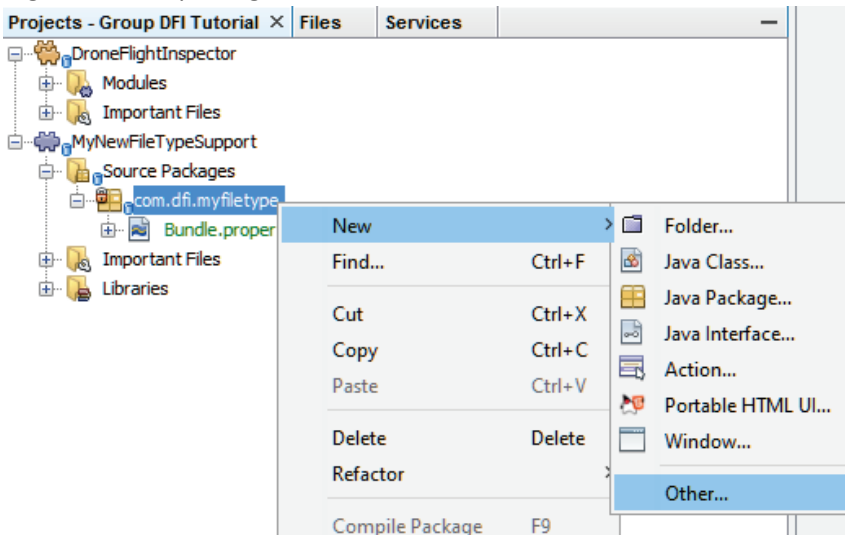 Projects - Group DFI Tutorial × Files Services
DroneFlightInspector
Modules
Important Files
MyNewFileTypeSupport
Source Packages
com.dfi.myfiletype
Bundle.proper
Important Files
Libraries
New
Find... Ctrl+F
Cut Ctrl+X
Copy Ctrl+C
Paste Ctrl+V
Delete Delete
Refactor
Compile Package F9
Folder...
Java Class...
Java Package...
Java Interface...
Action...
Portable HTML UI...
Window...
Other...